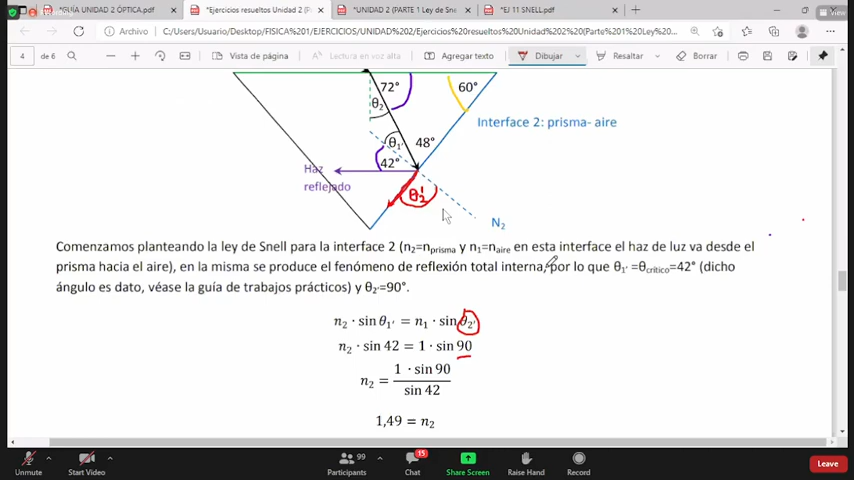 *GUÍA UNIDAD 2 ÓPTICA.pdf
*Ejercicios resueltos Unidad 2 (
*UNIDAD 2 (PARTE 1 Ley de Snel
*EJ 11 SNELL.pdf
Archivo
C:/Users/Usuario/Desktop/FISICA%201/EJERCICIOS/UNIDAD%202/Ejercicios%20resueltos%20Unidad%202%20(Parte%201%20Ley%20...
4 de 6
Vista de página
Lectura en voz alta
Agregar texto
Dibujar
Resaltar
Borrar
72°
60°
θ2
Interface 2: prisma- aire
θ1'
48°
42°
Haz
reflejado
θ2'
N2
Comenzamos planteando la ley de Snell para la interface 2 (n2=nprisma y n1=naire en esta interface el haz de luz va desde el
prisma hacia el aire), en la misma se produce el fenómeno de reflexión total interna, por lo que θ1' =θcrítico=42° (dicho
ángulo es dato, véase la guía de trabajos prácticos) y θ2'=90°.
n2 · sin θ1' = n1 · sin θ2'
n2 · sin 42 = 1 · sin 90
n2 = 1 · sin 90 / sin 42
1,49 = n2
99
15
Unmute
Start Video
Participants
Chat
Share Screen
Raise Hand
Record
Leave